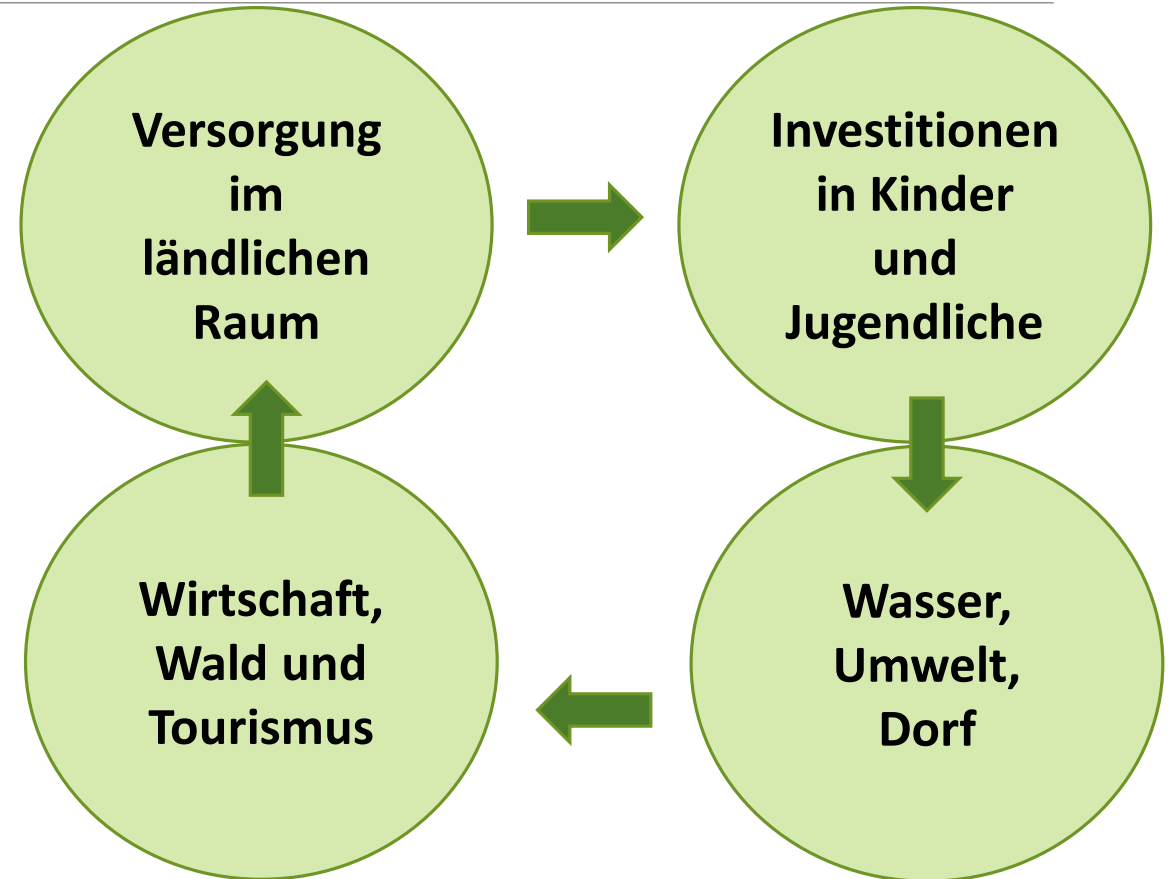 Versorgung
im
ländlichen
Raum
Investitionen
in Kinder
und
Jugendliche
Wirtschaft,
Wald und
Tourismus
Wasser,
Umwelt,
Dorf